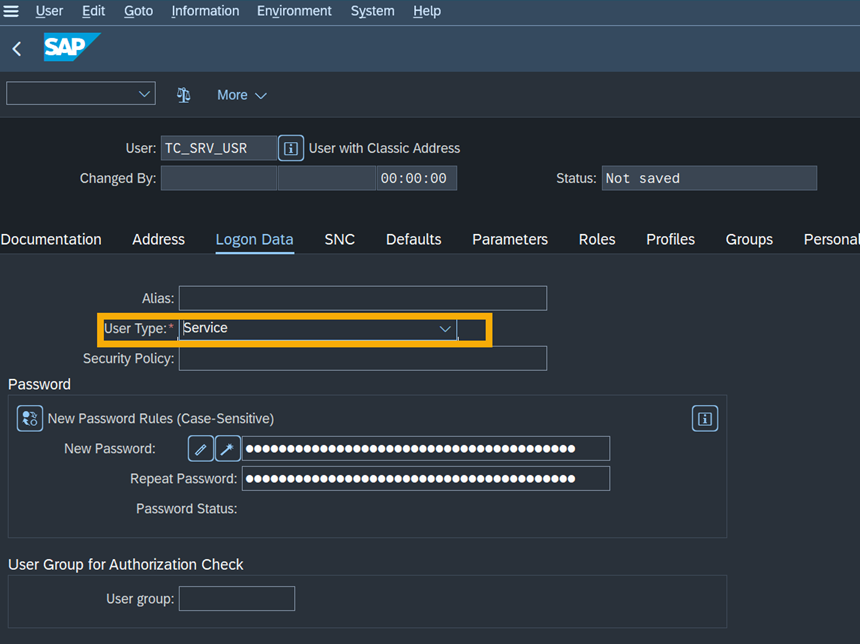 User Edit Goto Information Environment System Help
SAP
More
User: TC_SRV_USR User with Classic Address
Changed By: 00:00:00 Status: Not saved
Documentation Address Logon Data SNC Defaults Parameters Roles Profiles Groups Personal
Alias:
User Type:* Service
Security Policy:
Password
New Password Rules (Case-Sensitive)
New Password:
Repeat Password:
Password Status:
User Group for Authorization Check
User group: